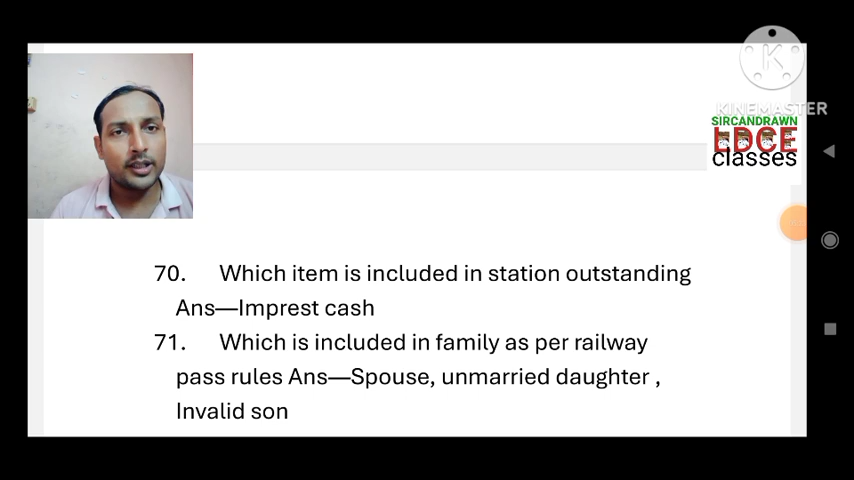 K
KINEMASTER
SIRCANDRAWN
LDCE
classes
70. Which item is included in station outstanding
Ans—Imprest cash
71. Which is included in family as per railway
pass rules Ans—Spouse, unmarried daughter ,
Invalid son